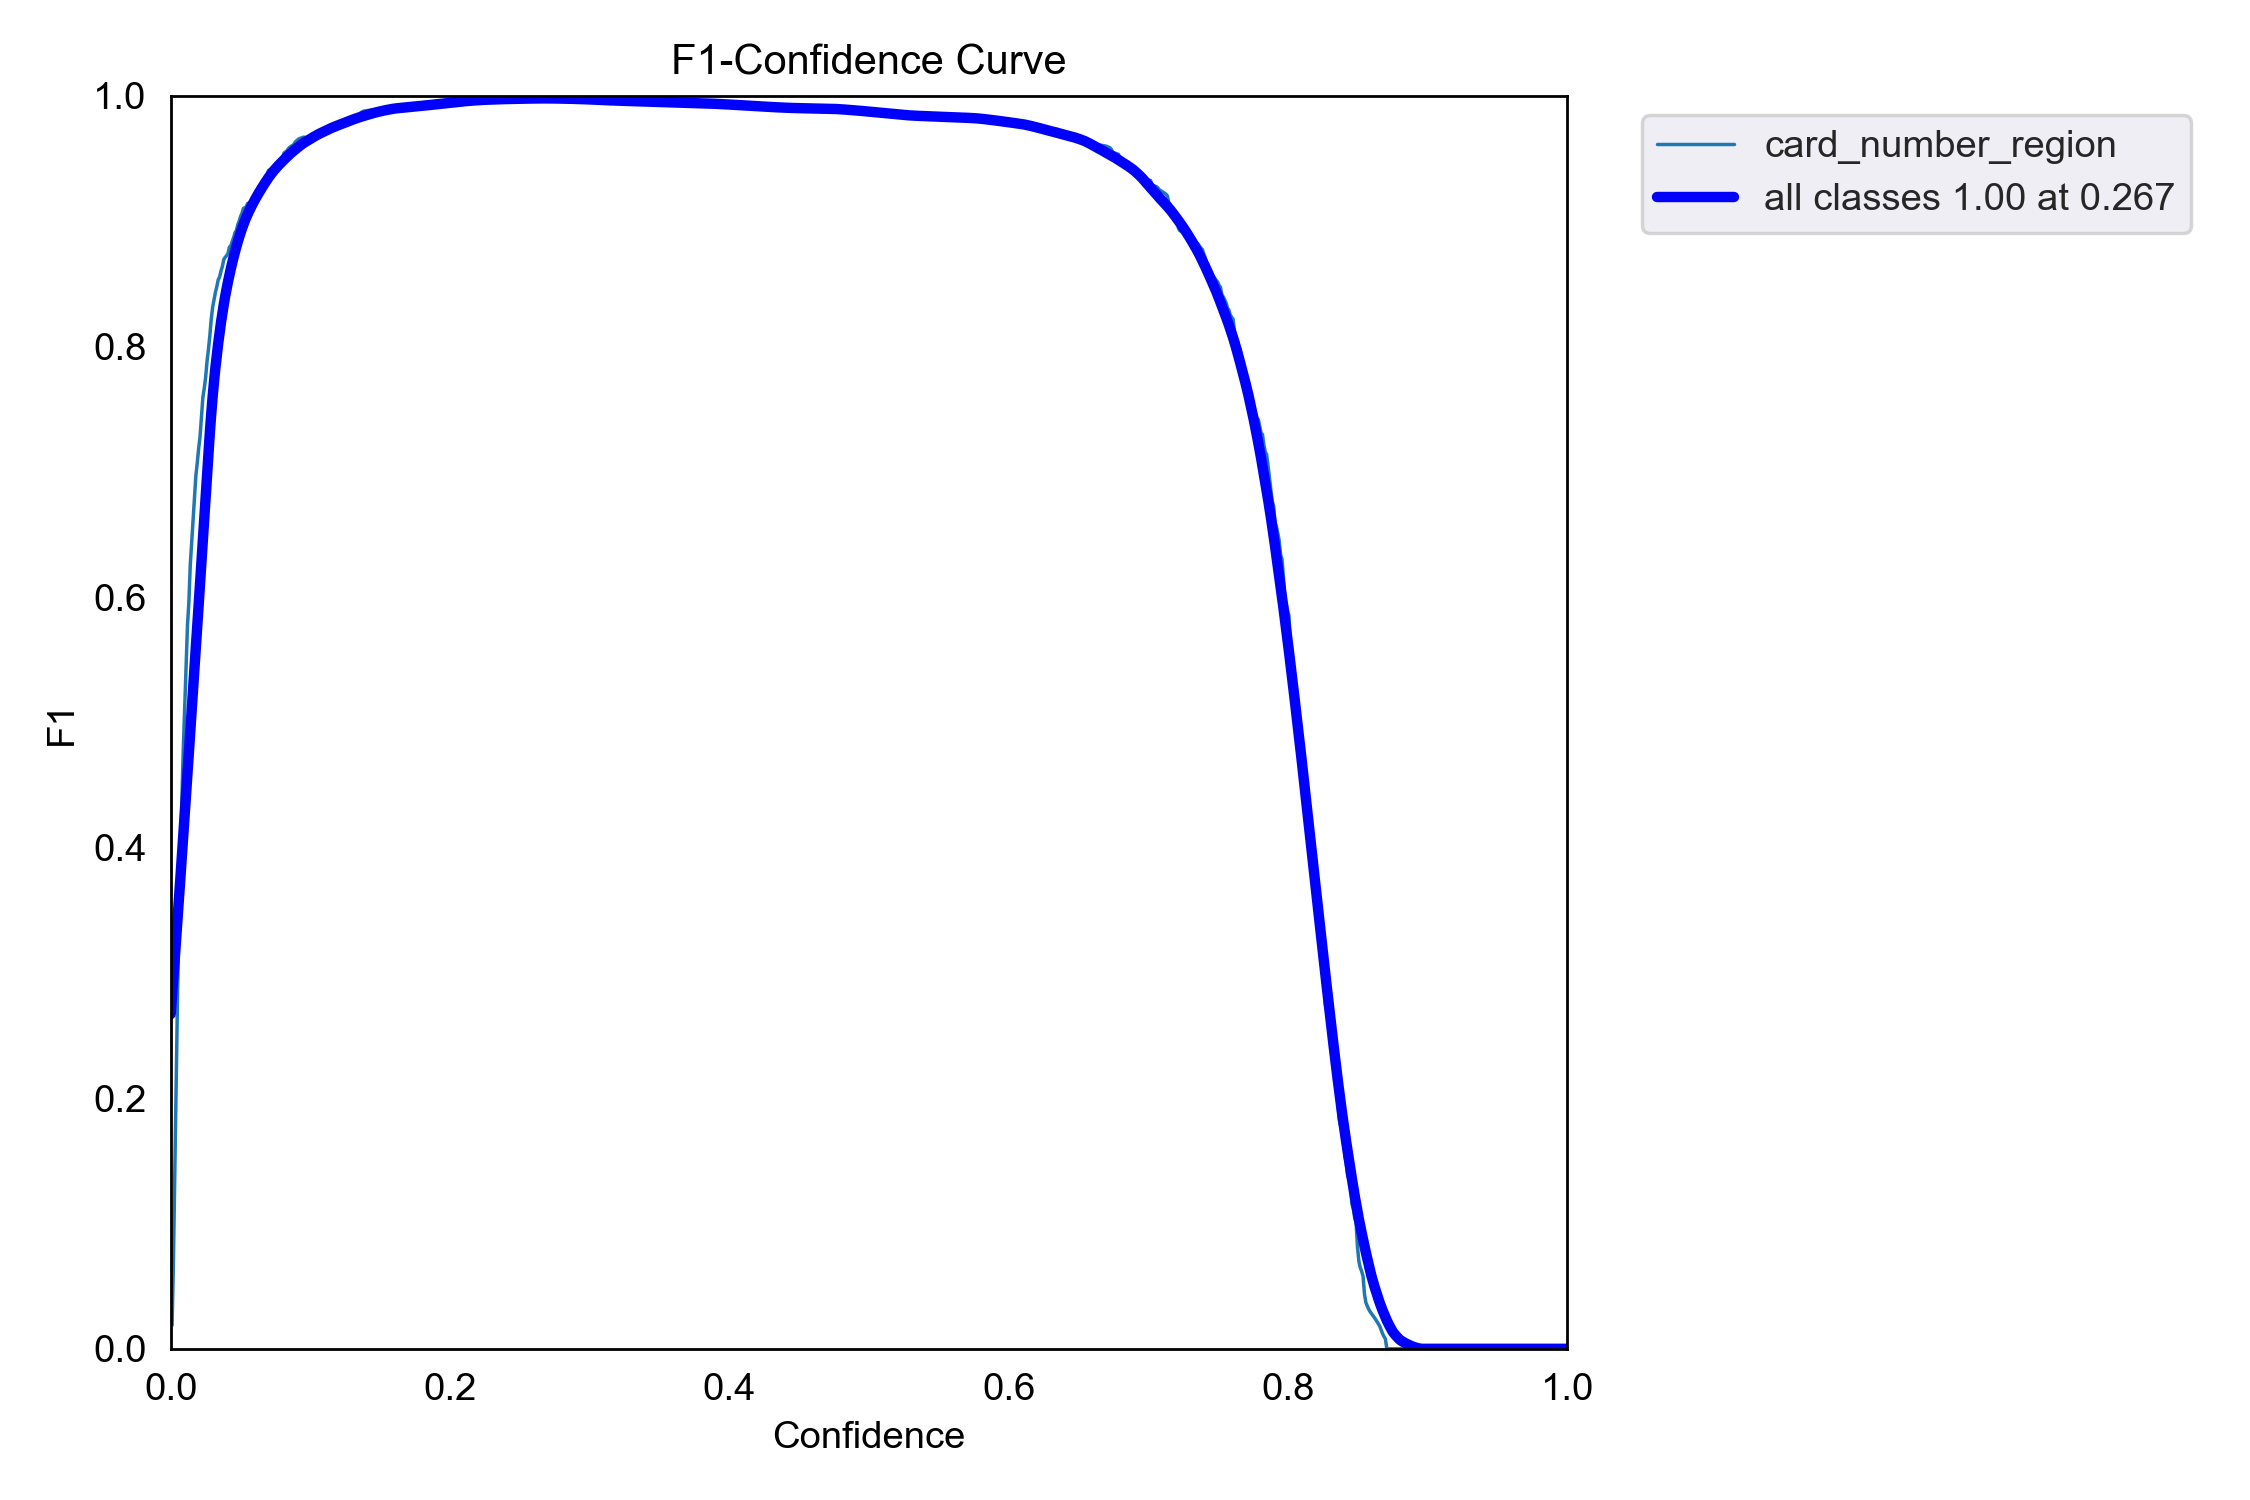 F1-Confidence Curve
1.0
0.8
0.6
0.4
0.2
0.0
F1
0.0 0.2 0.4 0.6 0.8 1.0
Confidence
card_number_region
all classes 1.00 at 0.267